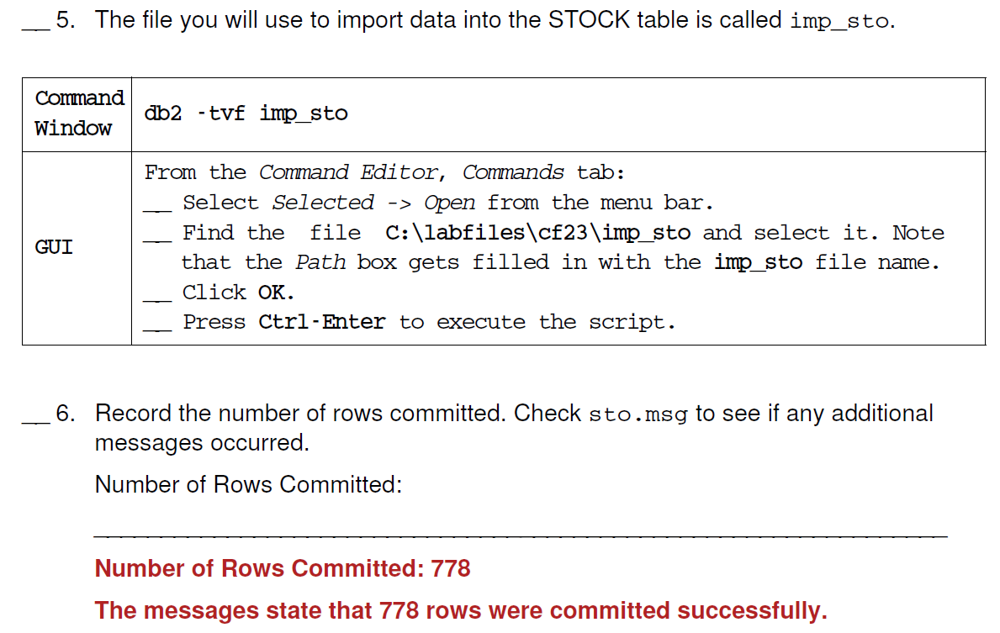 __ 5. The file you will use to import data into the STOCK table is called imp_sto.
Command
Window
db2 -tvf imp_sto
GUI
From the Command Editor, Commands tab:
__ Select Selected -> Open from the menu bar.
__ Find the file C:\labfiles\cf23\imp_sto and select it. Note
that the Path box gets filled in with the imp_sto file name.
__ Click OK.
__ Press Ctrl-Enter to execute the script.
__ 6. Record the number of rows committed. Check sto.msg to see if any additional
messages occurred.
Number of Rows Committed:
Number of Rows Committed: 778
The messages state that 778 rows were committed successfully.